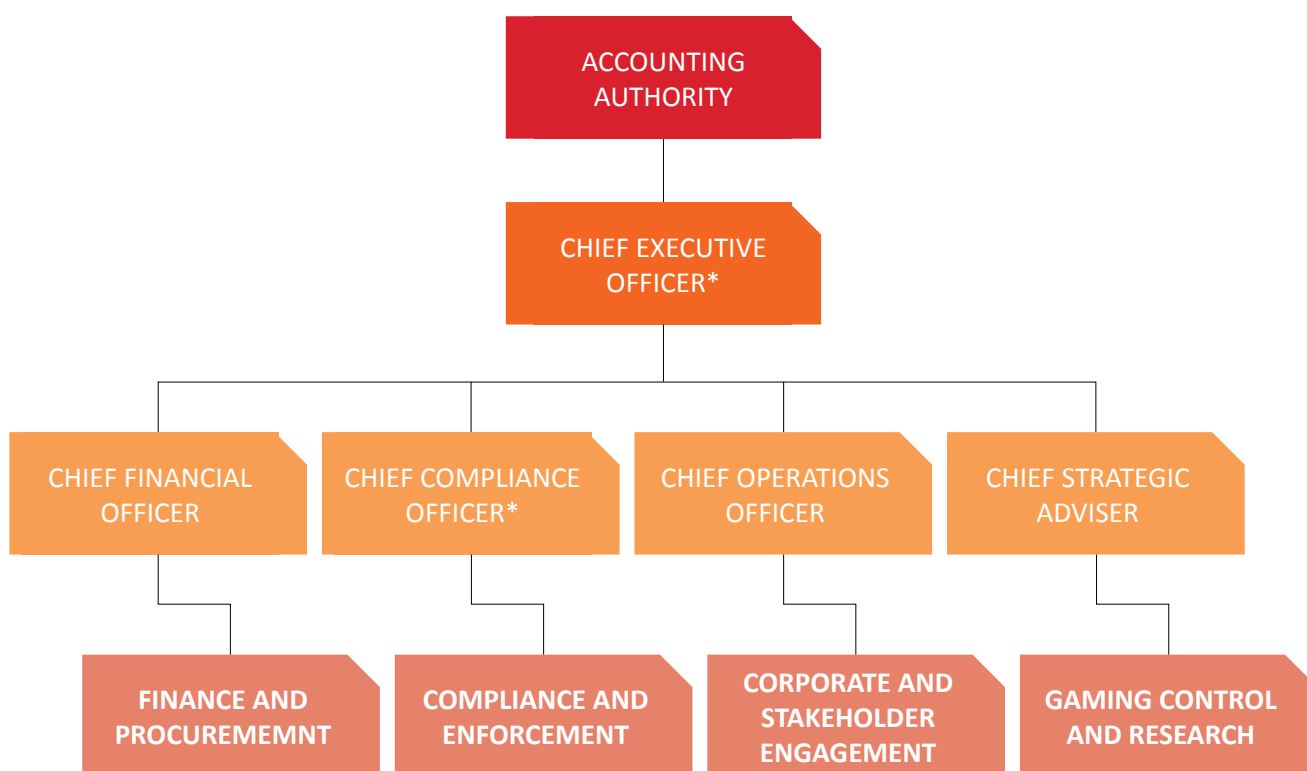 ACCOUNTING
AUTHORITY
CHIEF EXECUTIVE
OFFICER*
CHIEF FINANCIAL
OFFICER
CHIEF COMPLIANCE
OFFICER*
CHIEF OPERATIONS
OFFICER
CHIEF STRATEGIC
ADVISER
FINANCE AND
PROCUREMEMNT
COMPLIANCE AND
ENFORCEMENT
CORPORATE AND
STAKEHOLDER
ENGAGEMENT
GAMING CONTROL
AND RESEARCH